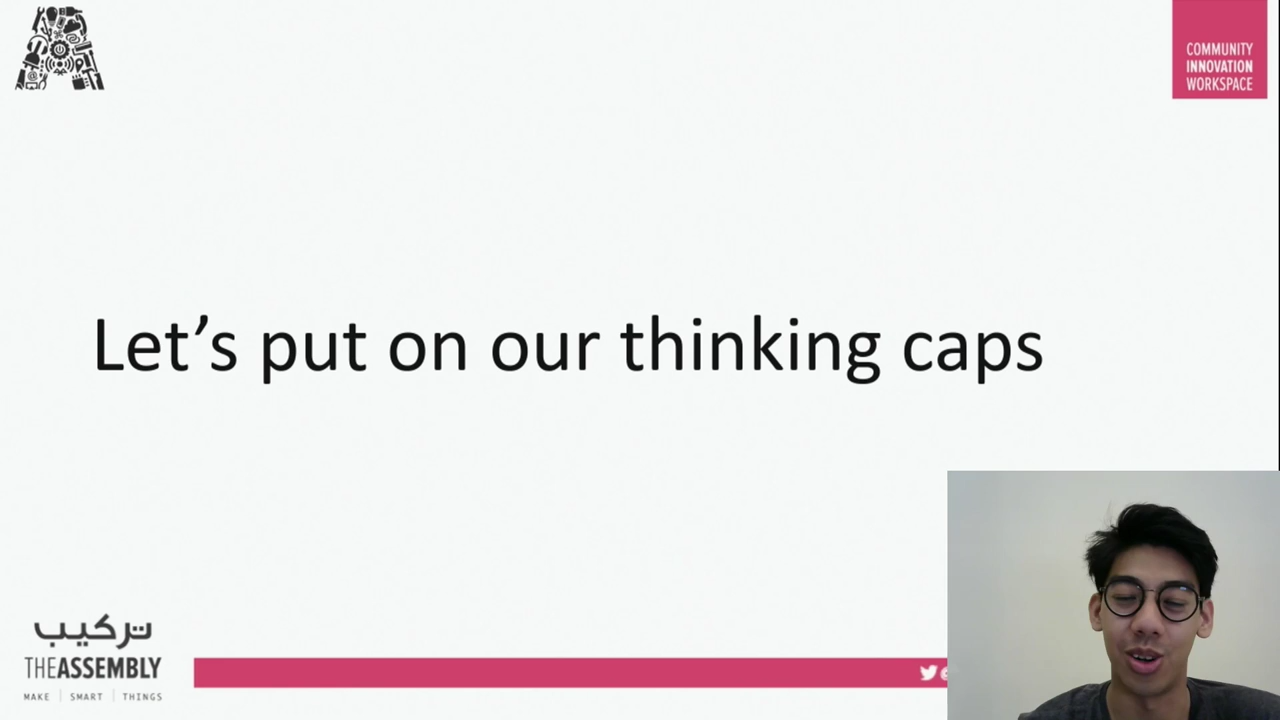 COMMUNITY
INNOVATION
WORKSPACE
Let’s put on our thinking caps
تركيب
THEASSEMBLY
MAKE | SMART | THINGS